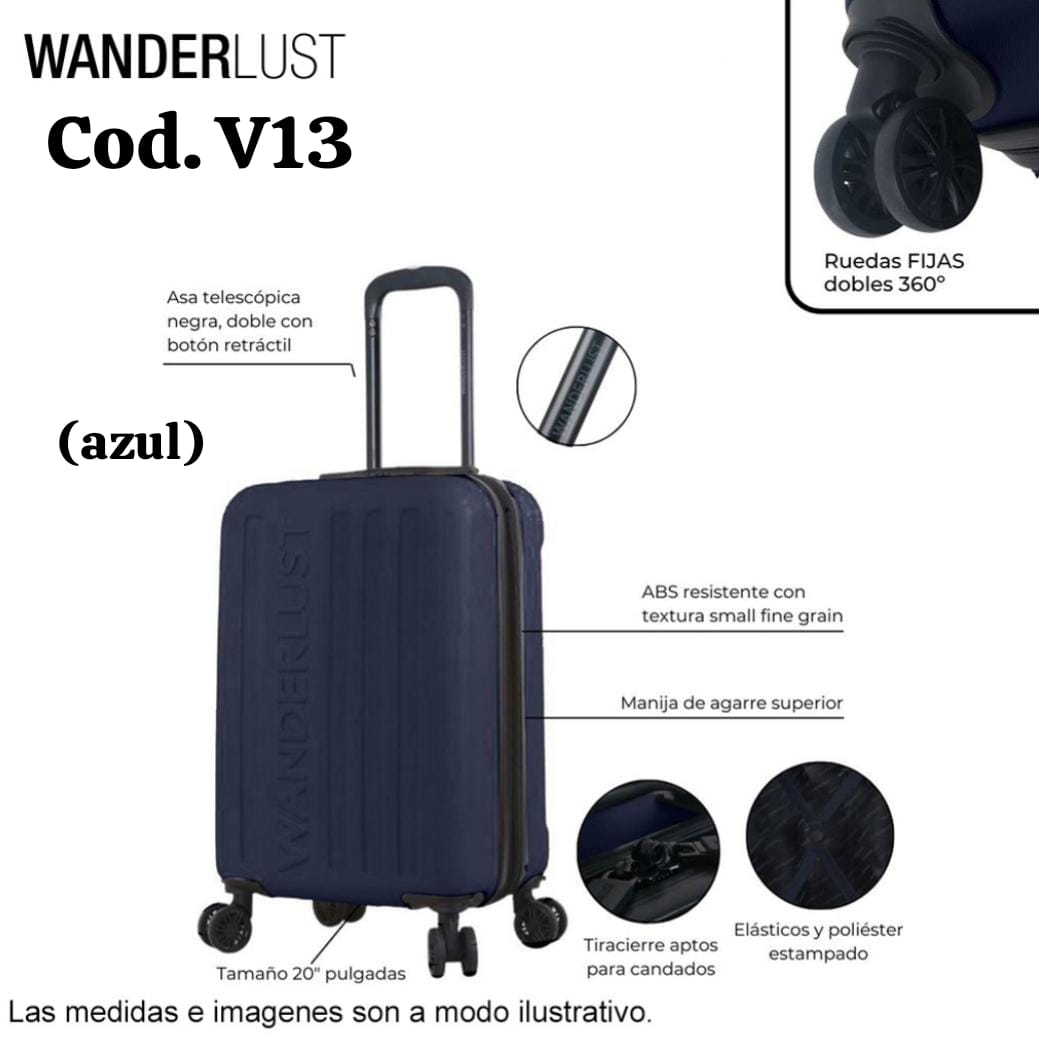 WANDERLUST
Cod. V13
Ruedas FIJAS
dobles 360º
Asa telescópica
negra, doble con
botón retráctil
WANDERLUST
(azul)
WANDERLUST
ABS resistente con
textura small fine grain
Manija de agarre superior
Elásticos y poliéster
estampado
Tiracierre aptos
para candados
Tamaño 20" pulgadas
Las medidas e imagenes son a modo ilustrativo.